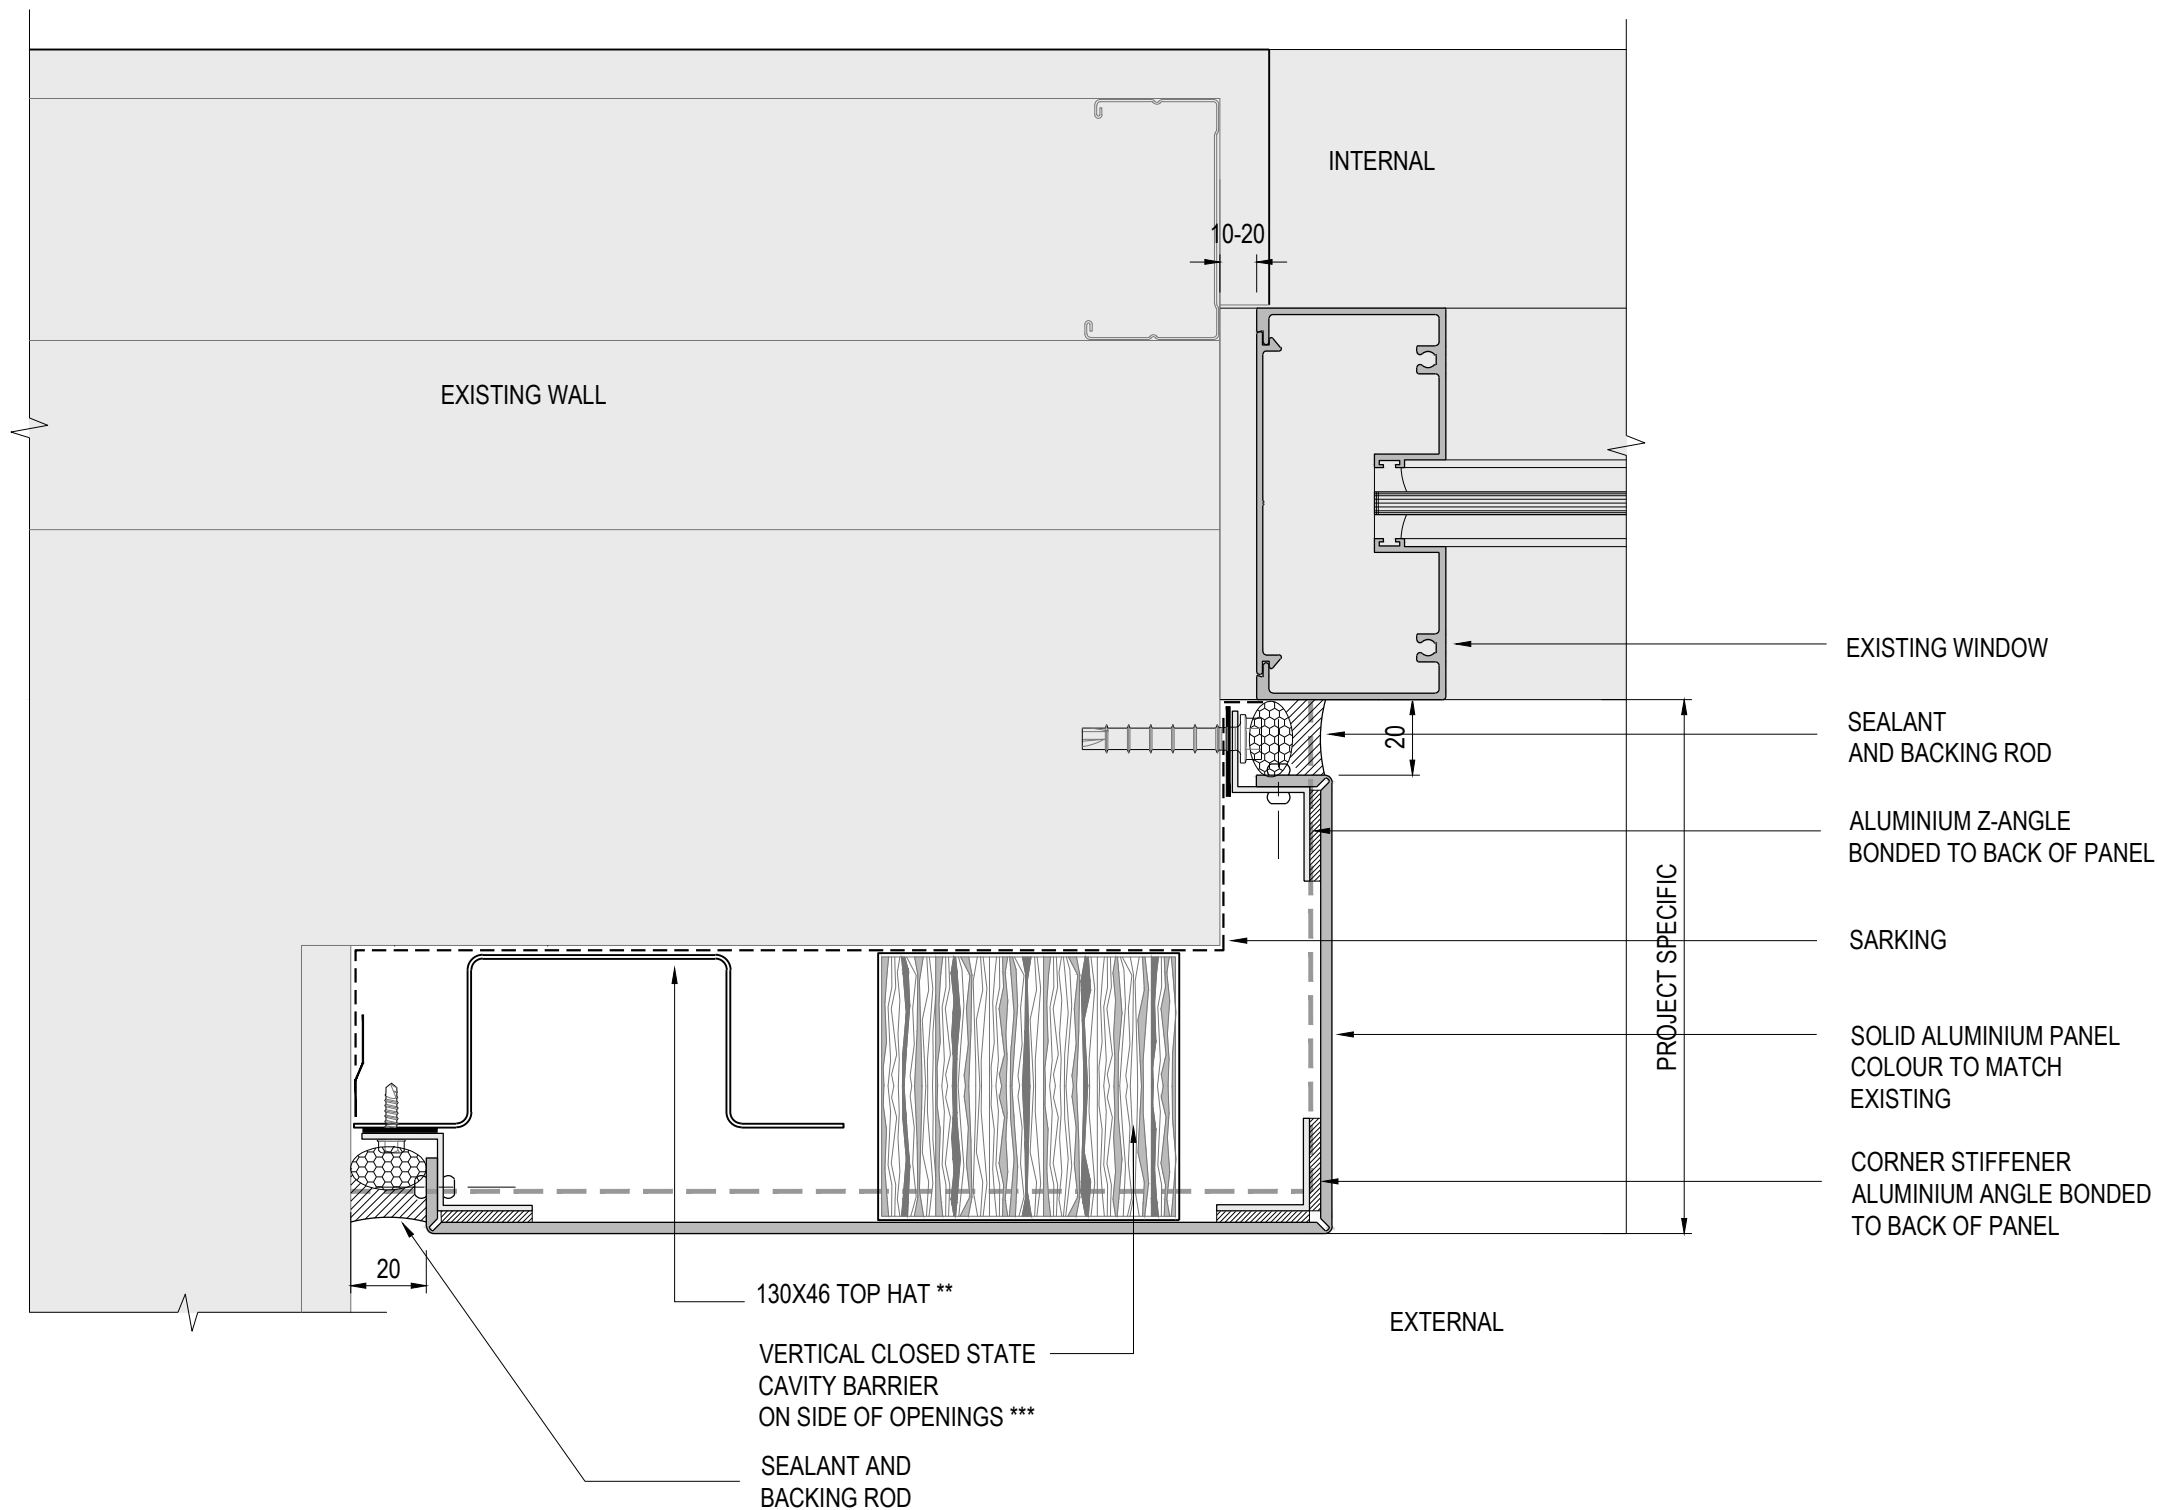 INTERNAL
10-20
EXISTING WALL
EXISTING WINDOW
SEALANT
AND BACKING ROD
20
ALUMINIUM Z-ANGLE
BONDED TO BACK OF PANEL
PROJECT SPECIFIC
SARKING
SOLID ALUMINIUM PANEL
COLOUR TO MATCH
EXISTING
CORNER STIFFENER
ALUMINIUM ANGLE BONDED
TO BACK OF PANEL
20
130X46 TOP HAT **
EXTERNAL
VERTICAL CLOSED STATE
CAVITY BARRIER
ON SIDE OF OPENINGS ***
SEALANT AND
BACKING ROD